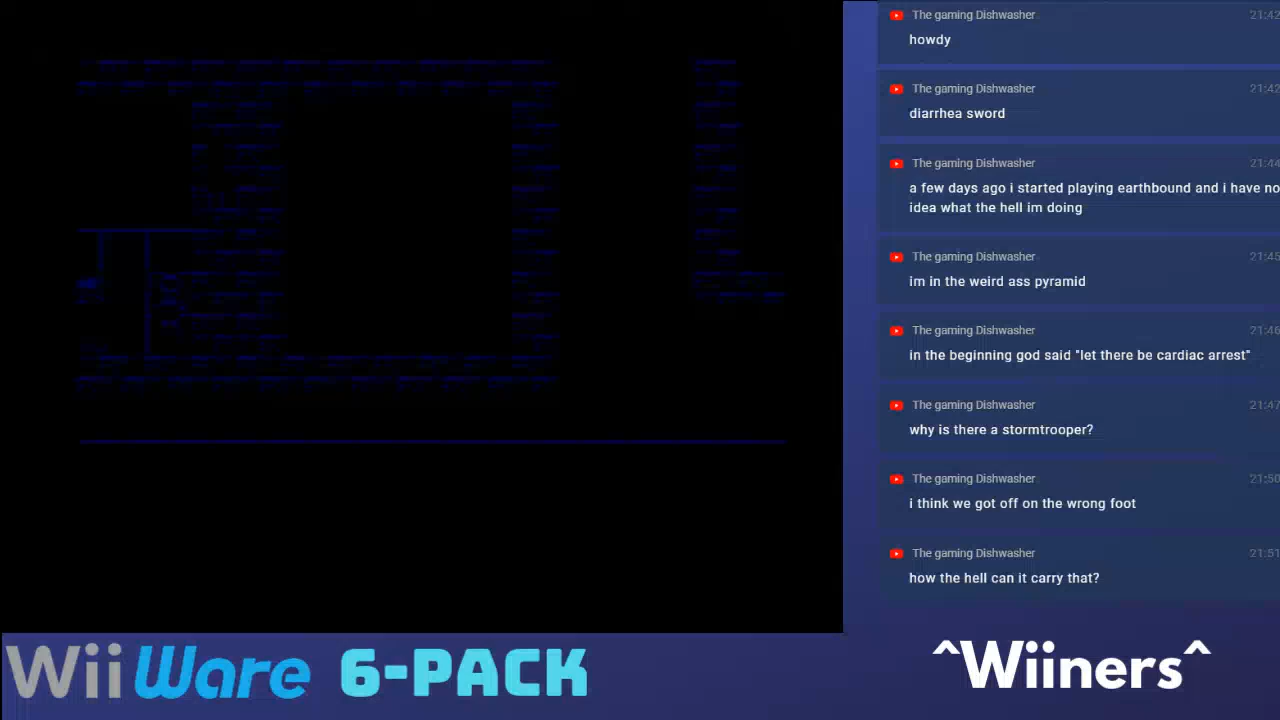 The gaming Dishwasher 21:42
howdy
The gaming Dishwasher 21:42
diarrhea sword
The gaming Dishwasher 21:44
a few days ago i started playing earthbound and i have no
idea what the hell im doing
The gaming Dishwasher 21:45
im in the weird ass pyramid
The gaming Dishwasher 21:46
in the beginning god said "let there be cardiac arrest"
The gaming Dishwasher 21:47
why is there a stormtrooper?
The gaming Dishwasher 21:50
i think we got off on the wrong foot
The gaming Dishwasher 21:51
how the hell can it carry that?
WiiWare 6-PACK
^Wiiners^